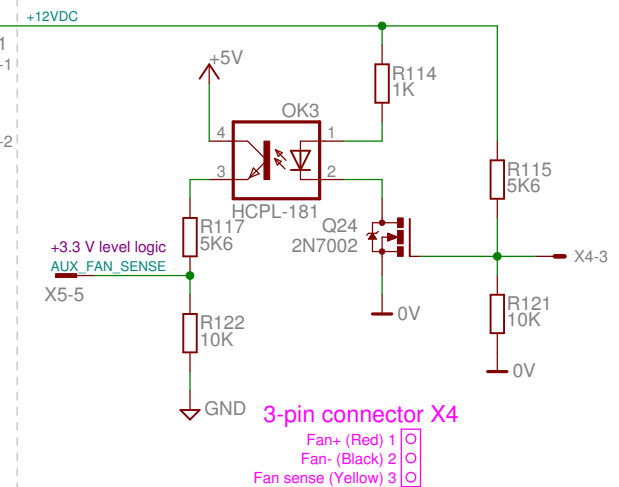 +12VDC
1
-1
+5V
R114
1K
OK3
4
1
-2
3
2
R115
5K6
HCPL-181
R117
5K6
Q24
2N7002
+3.3 V level logic
AUX_FAN_SENSE
X4-3
X5-5
R121
10K
R122
10K
0V
0V
GND
3-pin connector X4
Fan+ (Red) 1
Fan- (Black) 2
Fan sense (Yellow) 3